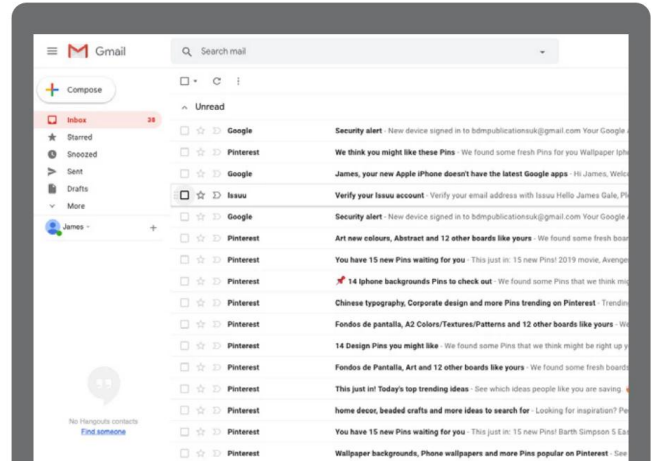 Gmail
Search mail
Compose
Inbox 28
Starred
Snoozed
Sent
Drafts
More
James
No Hangouts contacts
Find someone
Unread
Google Security alert - New device signed in to bdmpublicationsuk@gmail.com Your Google
Pinterest We think you might like these Pins - We found some fresh Pins for you Wallpaper
Google James, your new Apple iPhone doesn't have the latest Google apps - Hi James,
Issuu Verify your Issuu account - Verify your email address with Issuu Hello James Gale,
Google Security alert - New device signed in to bdmpublicationsuk@gmail.com Your Google
Pinterest Art new colours, Abstract and 12 other boards like yours - We found some fresh
Pinterest You have 15 new Pins waiting for you - This just in: 15 new Pins! 2019 movie,
Pinterest 14 Iphone backgrounds Pins to check out - We found some Pins that we think
Pinterest Chinese typography, Corporate design and more Pins trending on Pinterest -
Pinterest Fondos de pantalla, A2 Colors/Textures/Patterns and 12 other boards like yours -
Pinterest 14 Design Pins you might like - We found some Pins that we think might be right up
Pinterest Fondos de Pantalla, Art and 12 other boards like yours - We found some fresh boards
Pinterest This just in! Today's top trending ideas - See which ideas people like you are saving
Pinterest home decor, beaded crafts and more ideas to search for - Looking for inspiration?
Pinterest You have 15 new Pins waiting for you - This just in: 15 new Pins! Barth Simpson 5
Pinterest Wallpaper backgrounds, Phone wallpapers and more Pins popular on Pinterest - See